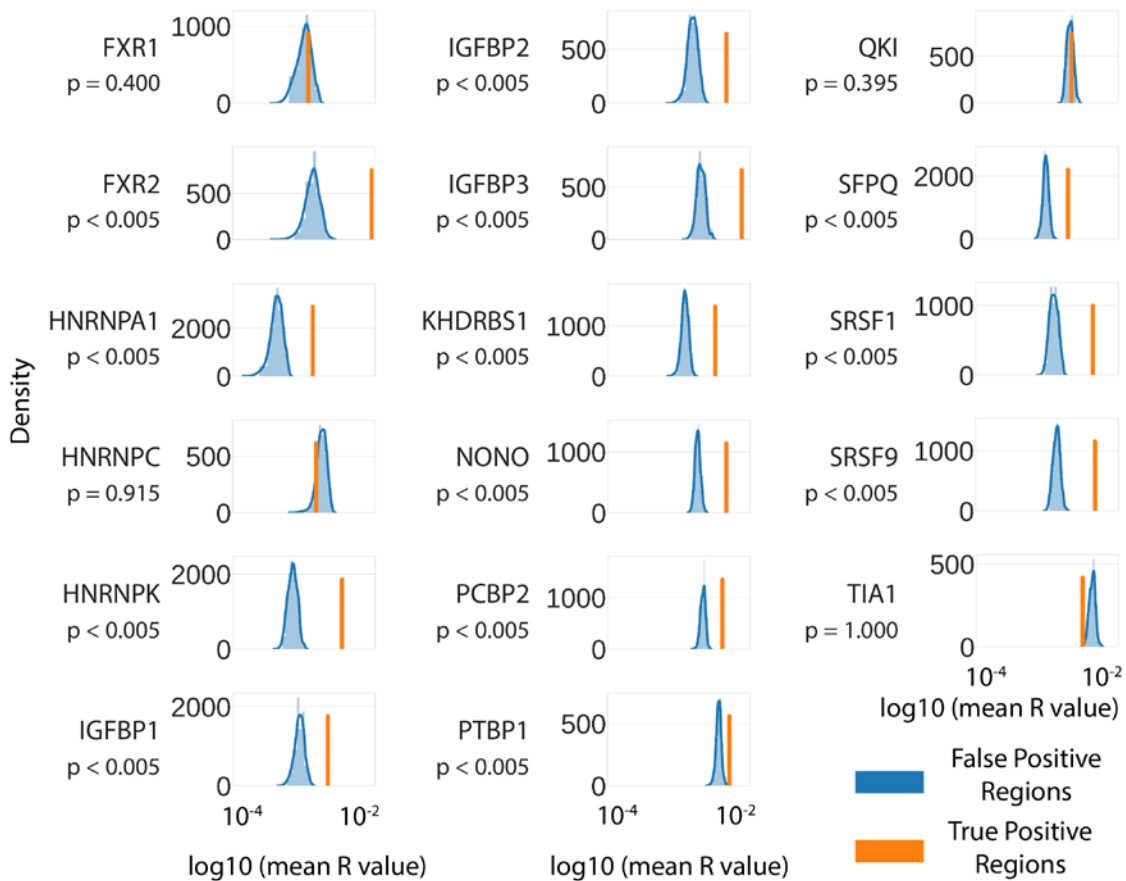 Density
FXR1
p = 0.400
1000
0
FXR2
p < 0.005
500
0
HNRNPA1
p < 0.005
2000
0
HNRNPC
p = 0.915
500
0
HNRNPK
p < 0.005
2000
0
IGFBP1
p < 0.005
2000
0
10-4
10-2
log10 (mean R value)
IGFBP2
p < 0.005
500
0
IGFBP3
p < 0.005
500
0
KHDRBS1
p < 0.005
1000
0
NONO
p < 0.005
1000
0
PCBP2
p < 0.005
1000
0
PTBP1
p < 0.005
500
0
10-4
10-2
log10 (mean R value)
QKI
p = 0.395
500
0
SFPQ
p < 0.005
2000
0
SRSF1
p < 0.005
1000
0
SRSF9
p < 0.005
1000
0
TIA1
p = 1.000
500
0
10-4
10-2
log10 (mean R value)
False Positive
Regions
True Positive
Regions